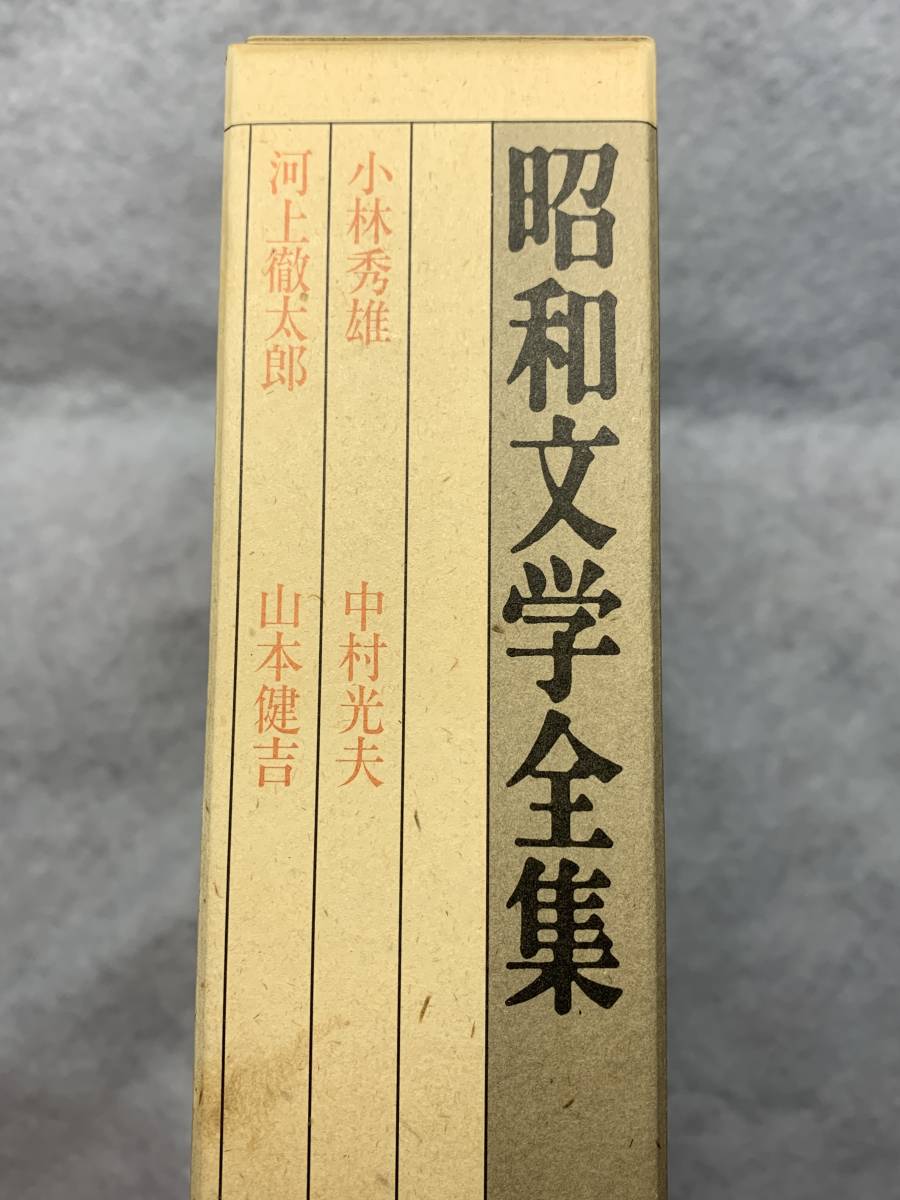 昭和文学全集
小林秀雄
中村光夫
河上徹太郎
山本健吉